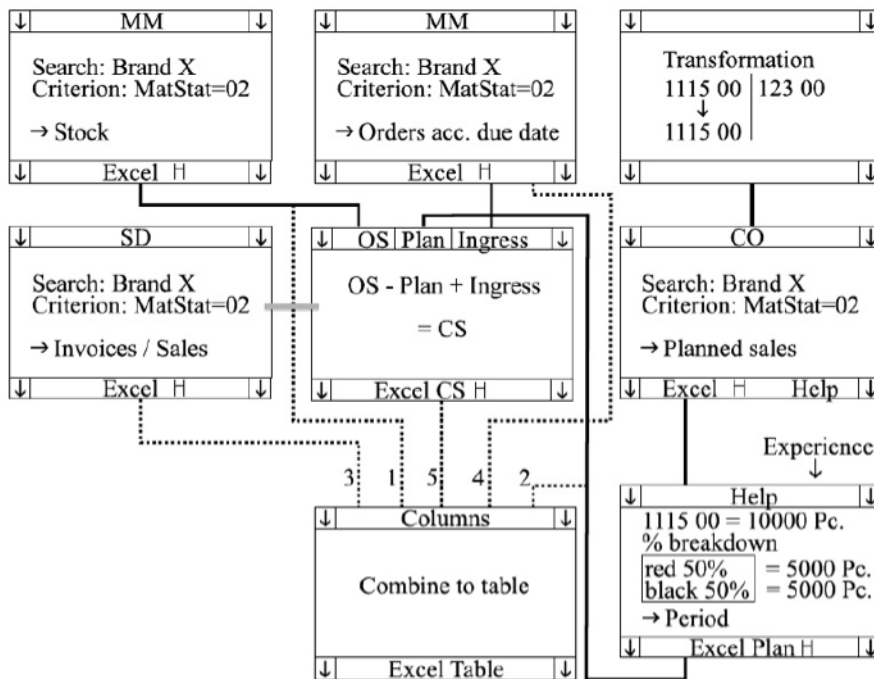 MM
Search: Brand X
Criterion: MatStat=02
→ Stock
Excel H
MM
Search: Brand X
Criterion: MatStat=02
→ Orders acc. due date
Excel H
Transformation
1115 00 | 123 00
↓
1115 00
SD
Search: Brand X
Criterion: MatStat=02
→ Invoices / Sales
Excel H
OS Plan Ingress
OS - Plan + Ingress
= CS
Excel CS H
CO
Search: Brand X
Criterion: MatStat=02
→ Planned sales
Excel H Help
3 1 5 4 2
Columns
Combine to table
Excel Table
Experience
↓
Help
1115 00 = 10000 Pc.
% breakdown
red 50% = 5000 Pc.
black 50% = 5000 Pc.
→ Period
Excel Plan H